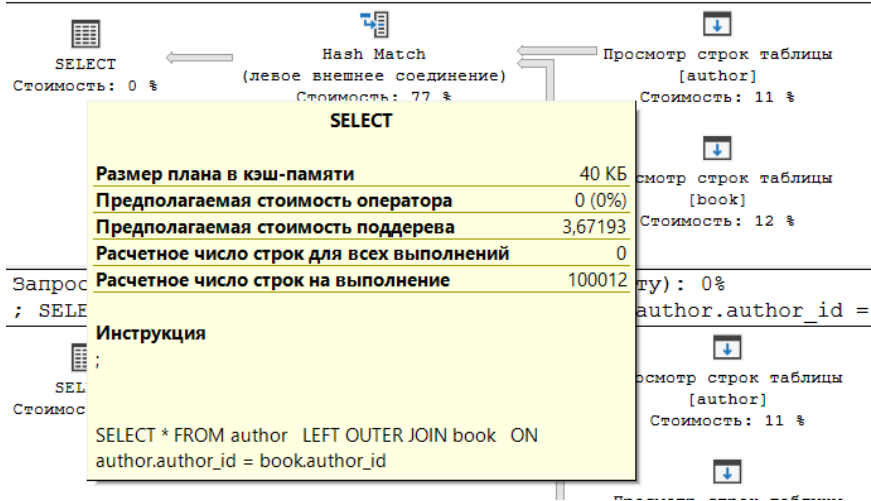 SELECT
Стоимость: 0 %
Hash Match
(левое внешнее соединение)
Стоимость: 77 %
Просмотр строк таблицы
[author]
Стоимость: 11 %
SELECT
Размер плана в кэш-памяти 40 КБ
Предполагаемая стоимость оператора 0 (0%)
Предполагаемая стоимость поддерева 3,67193
Расчетное число строк для всех выполнений 0
Расчетное число строк на выполнение 100012
Инструкция
;
SELECT * FROM author LEFT OUTER JOIN book ON
author.author_id = book.author_id
смотр строк таблицы
[book]
Стоимость: 12 %
Запрос
ту): 0%
; SELE
author.author_id =
SEL
Стоимос
осмотр строк таблицы
[author]
Стоимость: 11 %